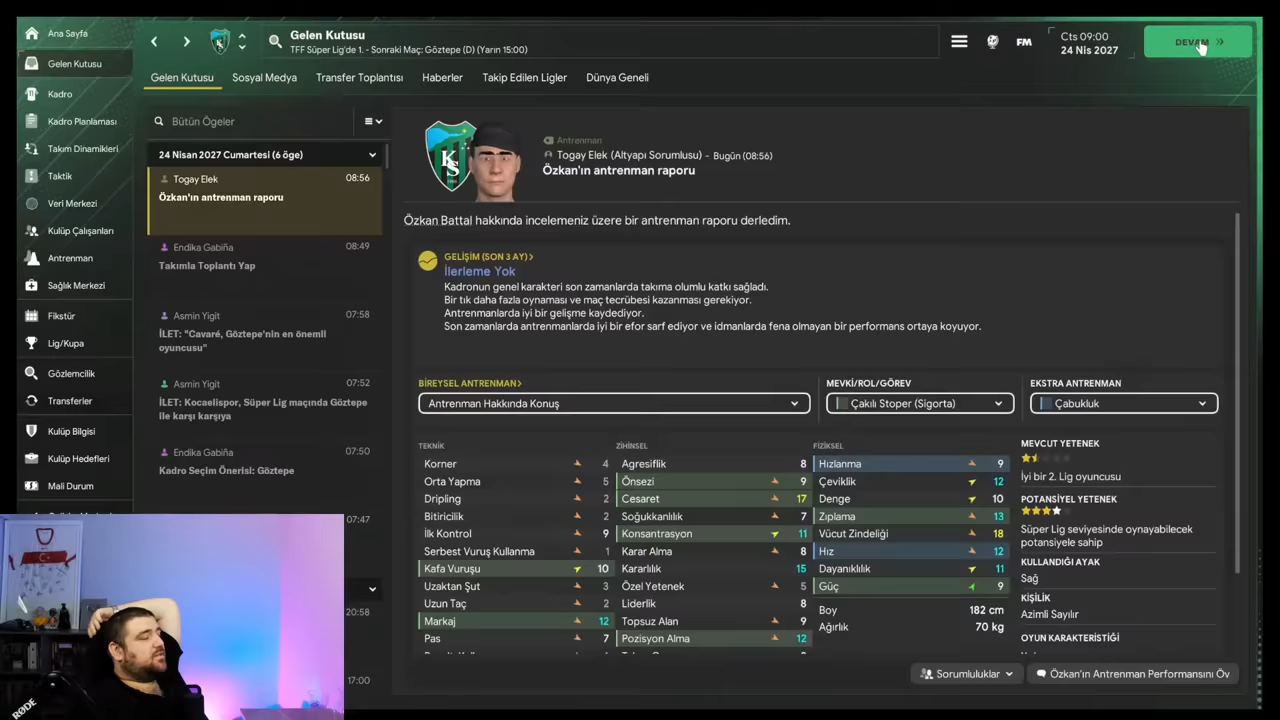 Ana Sayfa
Gelen Kutusu
Kadro
Kadro Planlaması
Takım Dinamikleri
Taktik
Veri Merkezi
Kulüp Çalışanları
Antrenman
Sağlık Merkezi
Fikstür
Lig/Kupa
Gözlemcilik
Transferler
Kulüp Bilgisi
Kulüp Hedefleri
Mali Durum
Gelen Kutusu
TFF Süper Lig'de 1. - Sonraki Maç: Göztepe (D) (Yarın 15:00)
FM
Cts 09:00
24 Nis 2027
DEVAM
Gelen Kutusu
Sosyal Medya
Transfer Toplantısı
Haberler
Takip Edilen Ligler
Dünya Geneli
Bütün Ögeler
24 Nisan 2027 Cumartesi (6 öge)
Togay Elek 08:56
Özkan'ın antrenman raporu
Endika Gabiña 08:49
Takımla Toplantı Yap
Asmin Yigit 07:58
İLET: "Cavaré, Göztepe'nin en önemli
oyuncusu"
Asmin Yigit 07:52
İLET: Kocaelispor, Süper Lig maçında Göztepe
ile karşı karşıya
Endika Gabiña 07:50
Kadro Seçim Önerisi: Göztepe
07:47
20:58
17:00
KS
Antrenman
Togay Elek (Altyapı Sorumlusu) - Bugün (08:56)
Özkan'ın antrenman raporu
Özkan Battal hakkında incelemeniz üzere bir antrenman raporu derledim.
GELİŞİM (SON 3 AY)>
İlerleme Yok
Kadronun genel karakteri son zamanlarda takıma olumlu katkı sağladı.
Bir tık daha fazla oynaması ve maç tecrübesi kazanması gerekiyor.
Antrenmanlarda iyi bir gelişme kaydediyor.
Son zamanlarda antrenmanlarda iyi bir efor sarf ediyor ve idmanlarda fena olmayan bir performans ortaya koyuyor.
BİREYSEL ANTRENMAN>
Antrenman Hakkında Konuş
MEVKİ/ROL/GÖREV
Çakılı Stoper (Sigorta)
EKSTRA ANTRENMAN
Çabukluk
TEKNİK
Korner 4
Orta Yapma 5
Dripling 2
Bitiricilik 2
İlk Kontrol 9
Serbest Vuruş Kullanma 1
Kafa Vuruşu 10
Uzaktan Şut 3
Uzun Taç 2
Markaj 12
Pas 7
ZİHİNSEL
Agresiflik 8
Önsezi 9
Cesaret 17
Soğukkanlılık 7
Konsantrasyon 11
Karar Alma 8
Kararlılık 15
Özel Yetenek 5
Liderlik 8
Topsuz Alan 9
Pozisyon Alma 12
FİZİKSEL
Hızlanma 9
Çeviklik 12
Denge 10
Zıplama 13
Vücut Zindeliği 18
Hız 12
Dayanıklılık 11
Güç 9
Boy 182 cm
Ağırlık 70 kg
MEVCUT YETENEK
İyi bir 2. Lig oyuncusu
POTANSİYEL YETENEK
Süper Lig seviyesinde oynayabilecek
potansiyele sahip
KULLANDIĞI AYAK
Sağ
KİŞİLİK
Azimli Sayılır
OYUN KARAKTERİSTİĞİ
Sorumluluklar
Özkan'ın Antrenman Performansını Öv
RØDE